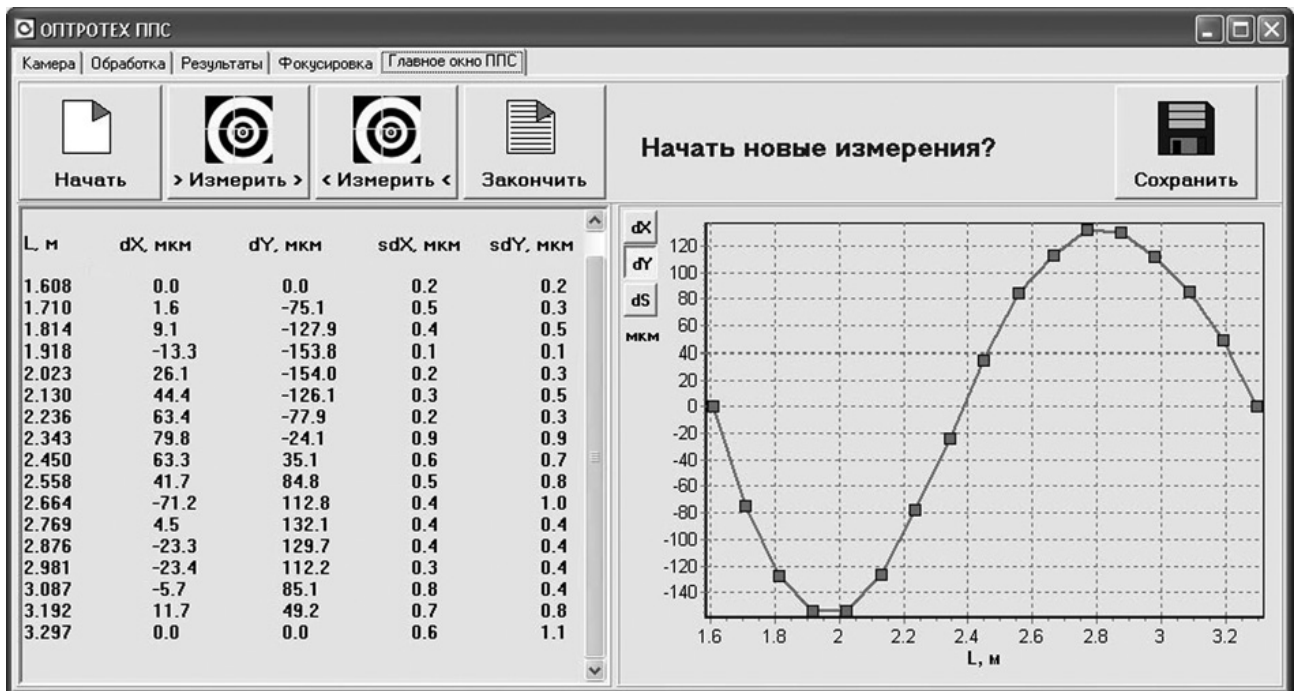 ОПТРОТЕХ ППС
Камера Обработка Результаты Фокусировка Главное окно ППС
Начать > Измерить > < Измерить < Закончить
Начать новые измерения?
Сохранить
L, м dX, мкм dY, мкм sdX, мкм sdY, мкм
1.608 0.0 0.0 0.2 0.2
1.710 1.6 -75.1 0.5 0.3
1.814 9.1 -127.9 0.4 0.5
1.918 -13.3 -153.8 0.1 0.1
2.023 26.1 -154.0 0.2 0.3
2.130 44.4 -126.1 0.3 0.5
2.236 63.4 -77.9 0.2 0.3
2.343 79.8 -24.1 0.9 0.9
2.450 63.3 35.1 0.6 0.7
2.558 41.7 84.8 0.5 0.8
2.664 -71.2 112.8 0.4 1.0
2.769 4.5 132.1 0.4 0.4
2.876 -23.3 129.7 0.4 0.4
2.981 -23.4 112.2 0.3 0.4
3.087 -5.7 85.1 0.8 0.4
3.192 11.7 49.2 0.7 0.8
3.297 0.0 0.0 0.6 1.1
dX
dY
dS
мкм
120
100
80
60
40
20
0
-20
-40
-60
-80
-100
-120
-140
1.6 1.8 2 2.2 2.4 2.6 2.8 3 3.2
L, м